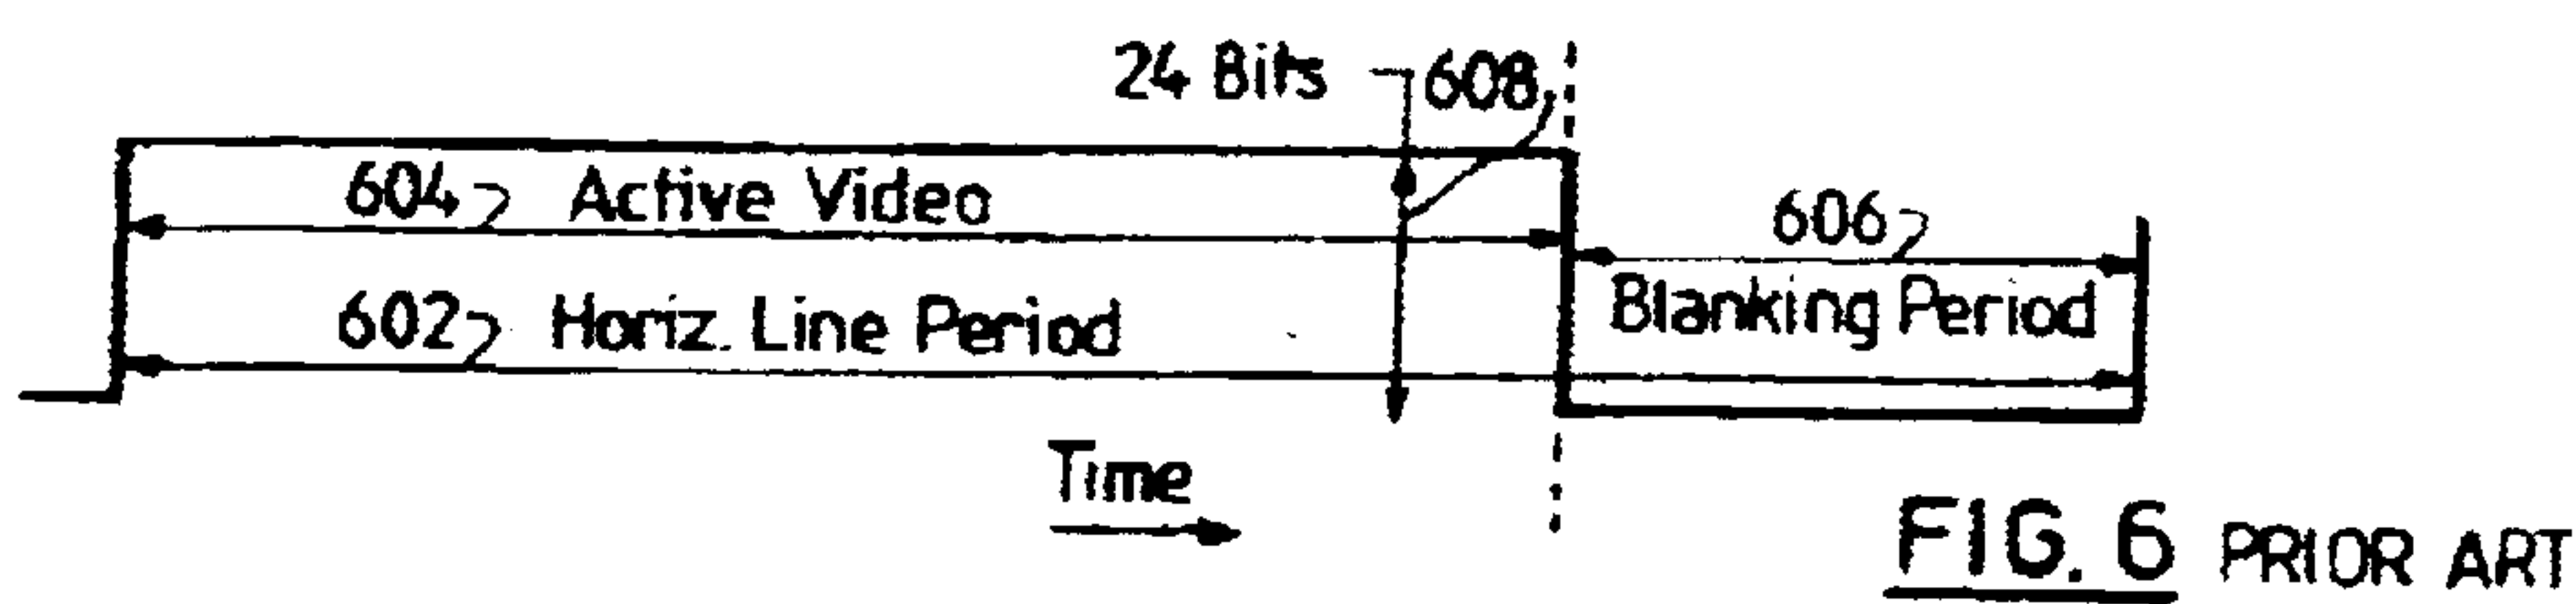 24 Bits 608
604 Active Video
606
602 Horiz. Line Period
Blanking Period
Time
FIG. 6 PRIOR ART